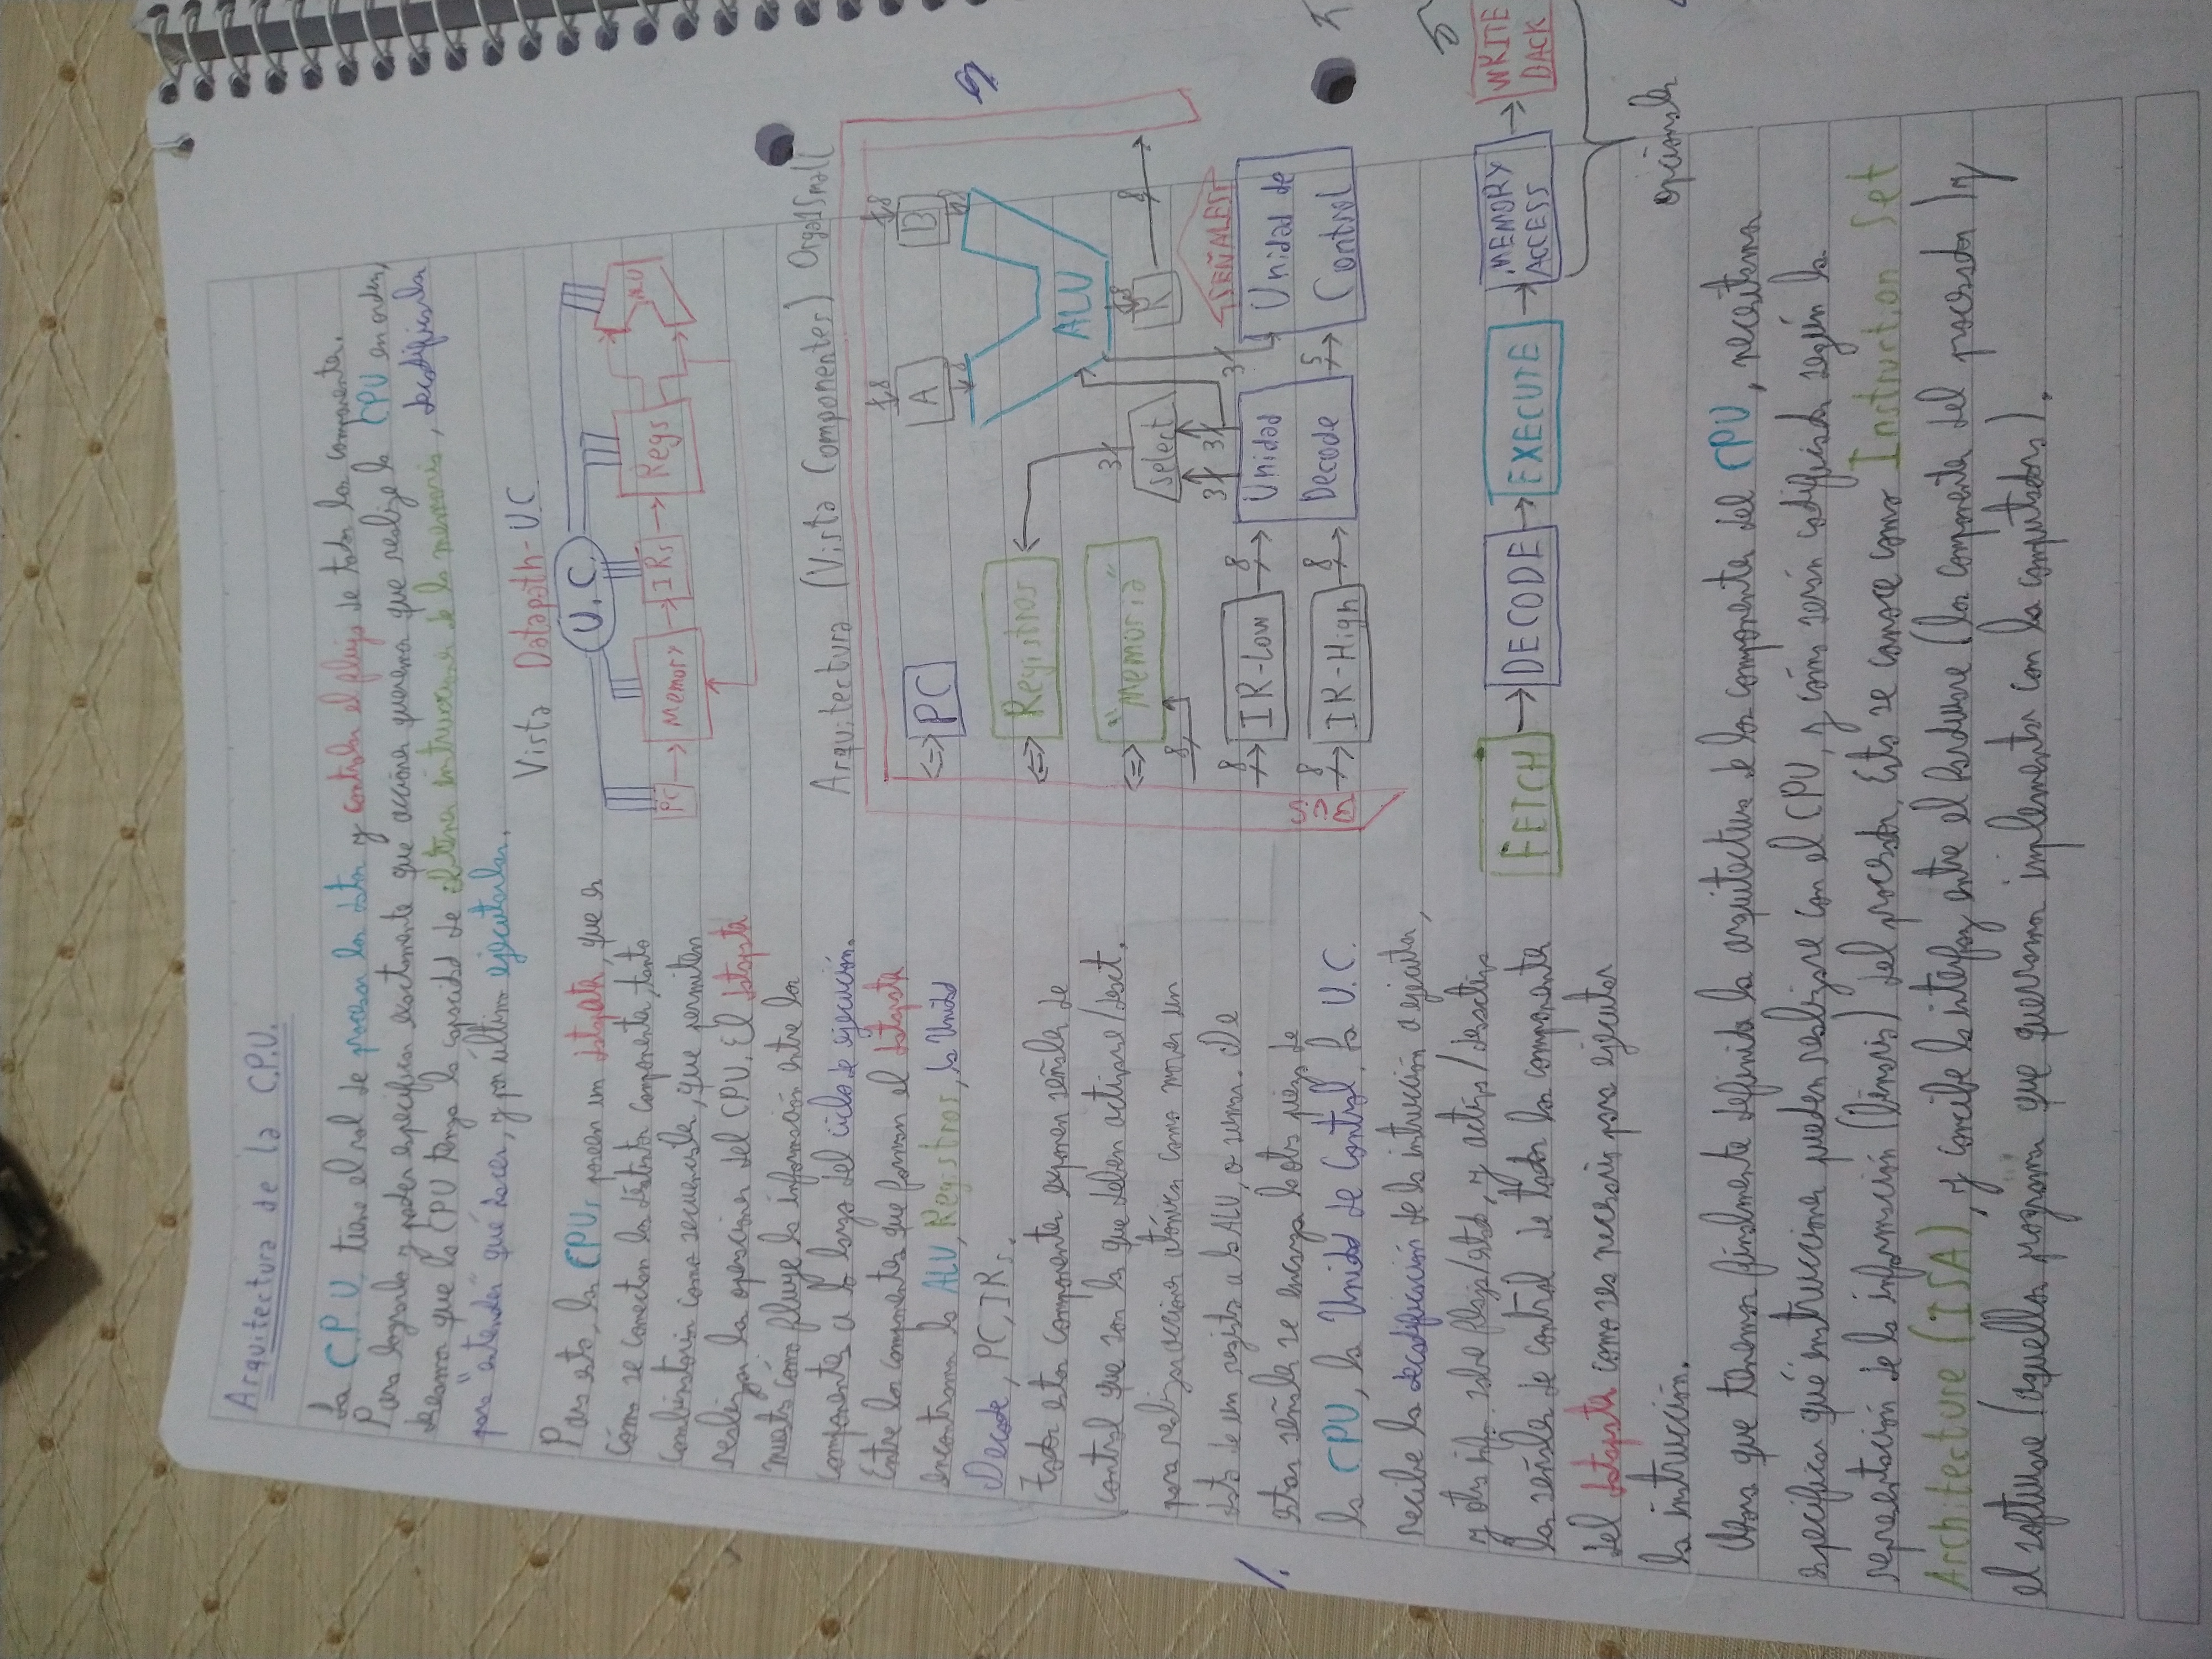 Arquitectura de la C.P.U.
La C.P.U. tiene el rol de procesar los datos y controlar el flujo de todos los componentes.
Para lograrlo y poder especificar exactamente que acciones queremos que realize la CPU en orden,
deseamos que la CPU tenga la capacidad de obtener instrucciones de la memoria, decodificarlas
para "entender" qué hacer, y por último ejecutarlas.
Para esto, las CPUs poseen un datapath, que es
cómo se conectan los distintos componentes, tanto
combinatorios como secuenciales, que permiten
realizar las operaciones del CPU. El datapath
muestra cómo fluye la información entre los
componentes a lo largo del ciclo de ejecución.
Entre los componentes que forman el datapath
encontramos la ALU, Registros, la Unidad
Decode, PC, IRs.
Todos estos componentes exponen señales de
control que son las que deben activarse/desact.
para realizar acciones atómicas como mover un
dato de un registro a la ALU, o sumar. De
estas señales se encarga la otra pieza de
la CPU, la Unidad de Control. La U.C.
recibe la decodificación de la intrucción a ejecutar,
y otra inf. sobre flags/estado, y activa/desactiva
las señales de control de todos los componentes
del datapath como sea necesario para ejecutar
la instrucción.
Vista Datapath-U.C
U.C.
PC
Memory
IRs
Regs
ALU
Arquitectura (Vista Componentes) Orga1Small
8
8
PC
A
B
8
8
Registros
ALU
3
8
"Memoria"
select
R
8
8
3
3
3
SEÑALES
8
IR-Low
8
Unidad
Decode
5
Unidad de
Control
BUS
8
IR-High
8
FETCH
DECODE
EXECUTE
MEMORY
ACCESS
WRITE
BACK
opcionales
Ahora que tenemos finalmente definida la arquitectura de los componentes del CPU, necesitamos
especificar qué instrucciones pueden realizarse con el CPU, y cómo serán codificadas según la
representación de la información (binaria) del procesador. Esto se conoce como Instruction Set
Architecture (ISA), y concibe la interfaz entre el hardware (los componentes del procesador) y
el software (aquellos programas que querramos implementar con la computadora).